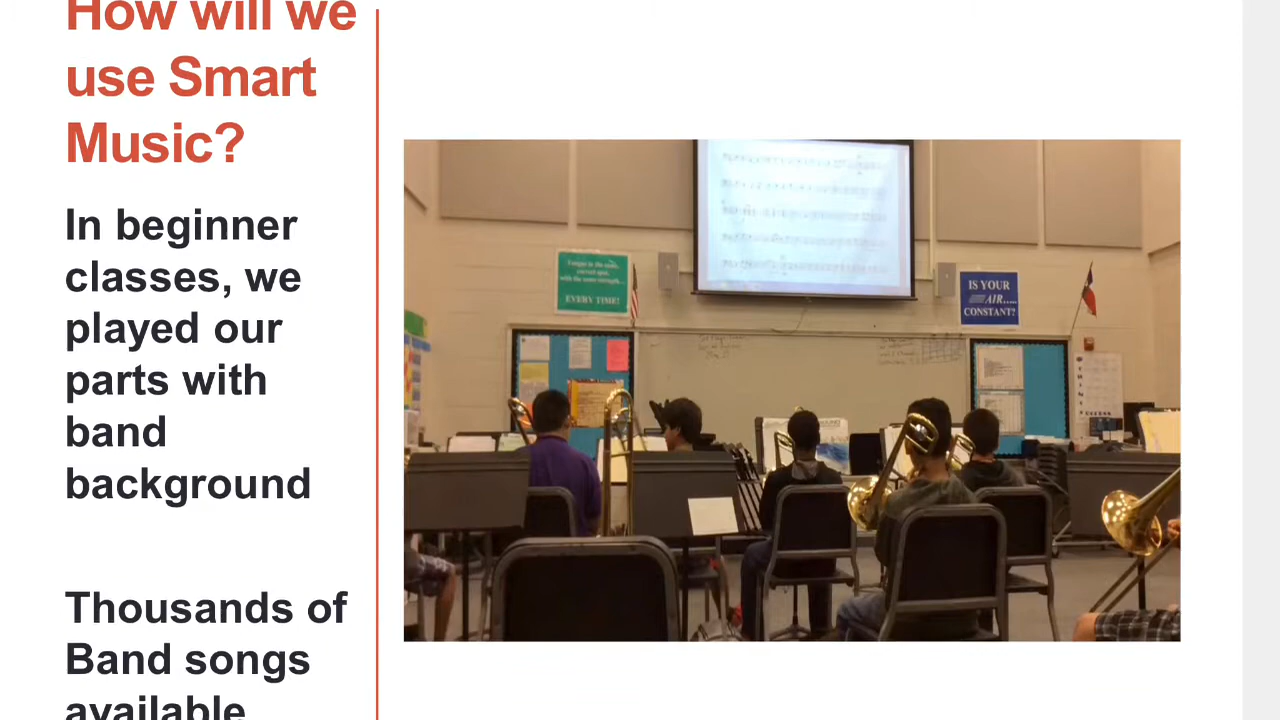 How will we
use Smart
Music?
In beginner
classes, we
played our
parts with
band
background
Thousands of
Band songs
available
EVERY TIME!
IS YOUR
AIR.....
CONSTANT?